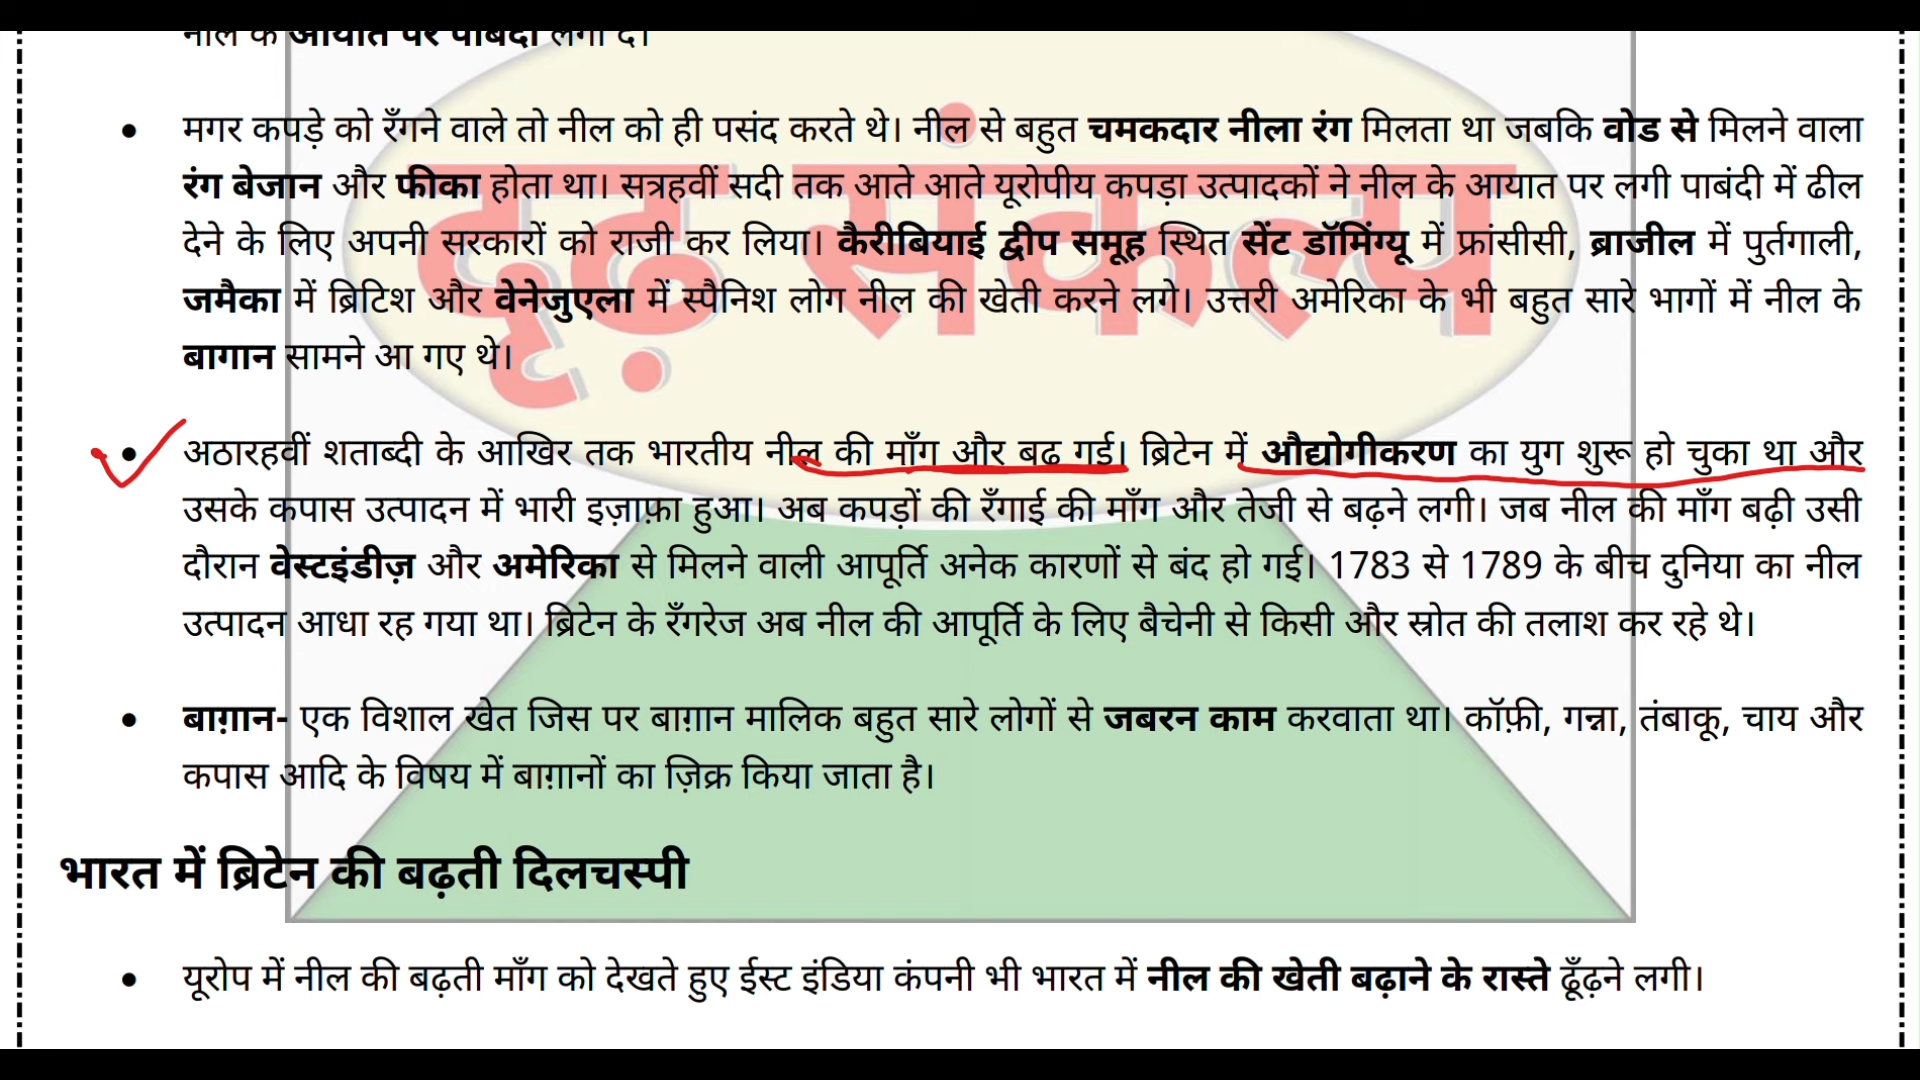 नील के आयात पर पाबंदी लगा दी।
दृढ़ संकल्प
मगर कपड़े को रँगने वाले तो नील को ही पसंद करते थे। नील से बहुत चमकदार नीला रंग मिलता था जबकि वोड से मिलने वाला
रंग बेजान और फीका होता था। सत्रहवीं सदी तक आते आते यूरोपीय कपड़ा उत्पादकों ने नील के आयात पर लगी पाबंदी में ढील
देने के लिए अपनी सरकारों को राजी कर लिया। कैरीबियाई द्वीप समूह स्थित सेंट डॉमिंग्यू में फ्रांसीसी, ब्राजील में पुर्तगाली,
जमैका में ब्रिटिश और वेनेजुएला में स्पैनिश लोग नील की खेती करने लगे। उत्तरी अमेरिका के भी बहुत सारे भागों में नील के
बागान सामने आ गए थे।
अठारहवीं शताब्दी के आखिर तक भारतीय नील की माँग और बढ गई। ब्रिटेन में औद्योगीकरण का युग शुरू हो चुका था और
उसके कपास उत्पादन में भारी इज़ाफ़ा हुआ। अब कपड़ों की रँगाई की माँग और तेजी से बढ़ने लगी। जब नील की माँग बढ़ी उसी
दौरान वेस्टइंडीज़ और अमेरिका से मिलने वाली आपूर्ति अनेक कारणों से बंद हो गई। 1783 से 1789 के बीच दुनिया का नील
उत्पादन आधा रह गया था। ब्रिटेन के रँगरेज अब नील की आपूर्ति के लिए बैचेनी से किसी और स्रोत की तलाश कर रहे थे।
बाग़ान- एक विशाल खेत जिस पर बाग़ान मालिक बहुत सारे लोगों से जबरन काम करवाता था। कॉफ़ी, गन्ना, तंबाकू, चाय और
कपास आदि के विषय में बाग़ानों का ज़िक्र किया जाता है।
भारत में ब्रिटेन की बढ़ती दिलचस्पी
यूरोप में नील की बढ़ती माँग को देखते हुए ईस्ट इंडिया कंपनी भी भारत में नील की खेती बढ़ाने के रास्ते ढूँढ़ने लगी।